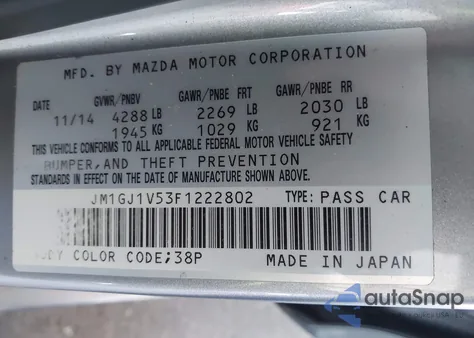 MFD. BY MAZDA MOTOR CORPORATION
DATE GVWR/PNBV GAWR/PNBE FRT GAWR/PNBE RR
11/14 4288 LB 2269 LB 2030 LB
1945 KG 1029 KG 921 KG
THIS VEHICLE CONFORMS TO ALL APPLICABLE FEDERAL MOTOR VEHICLE SAFETY
BUMPER, AND THEFT PREVENTION
STANDARDS IN EFFECT ON THE DATE OF MANUFACTURE SHOWN ABOVE.
JM1GJ1V53F1222802 TYPE: PASS CAR
BODY COLOR CODE;38P MADE IN JAPAN
autoSnap